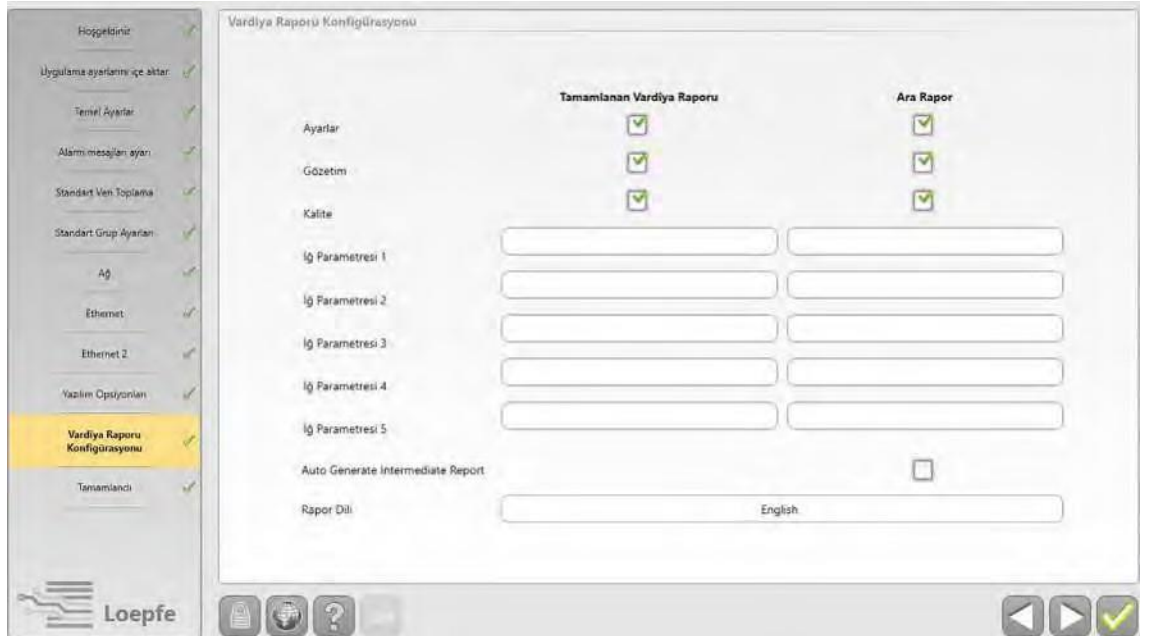 Hoşgeldiniz
Uygulama ayarlarını içe aktar
Temel Ayarlar
Alarm mesajları ayarı
Standart Veri Toplama
Standart Grup Ayarları
Ağ
Ethernet
Ethernet 2
Yazılım Opsiyonları
Vardiya Raporu
Konfigürasyonu
Tamamlandı
Loepfe
Vardiya Raporu Konfigürasyonu
Tamamlanan Vardiya Raporu Ara Rapor
Ayarlar
Gözetim
Kalite
İğ Parametresi 1
İğ Parametresi 2
İğ Parametresi 3
İğ Parametresi 4
İğ Parametresi 5
Auto Generate Intermediate Report
Rapor Dili English